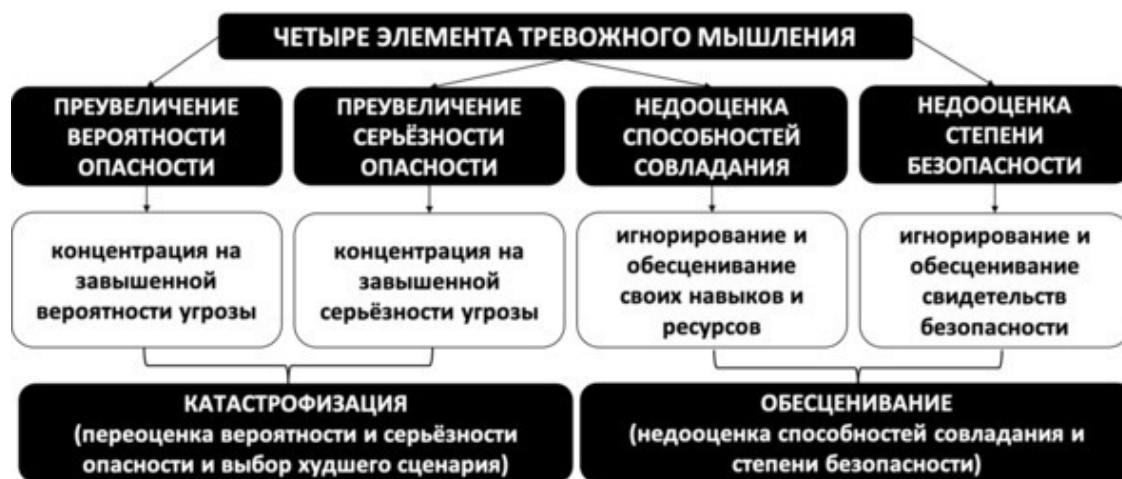 ЧЕТЫРЕ ЭЛЕМЕНТА ТРЕВОЖНОГО МЫШЛЕНИЯ
ПРЕУВЕЛИЧЕНИЕ
ВЕРОЯТНОСТИ
ОПАСНОСТИ
ПРЕУВЕЛИЧЕНИЕ
СЕРЬЁЗНОСТИ
ОПАСНОСТИ
НЕДООЦЕНКА
СПОСОБНОСТЕЙ
СОВЛАДАНИЯ
НЕДООЦЕНКА
СТЕПЕНИ
БЕЗОПАСНОСТИ
концентрация на
завышенной
вероятности угрозы
концентрация на
завышенной
серьёзности угрозы
игнорирование и
обесценивание
своих навыков и
ресурсов
игнорирование и
обесценивание
свидетельств
безопасности
КАТАСТРОФИЗАЦИЯ
(переоценка вероятности и серьёзности
опасности и выбор худшего сценария)
ОБЕСЦЕНИВАНИЕ
(недооценка способностей совладания и
степени безопасности)